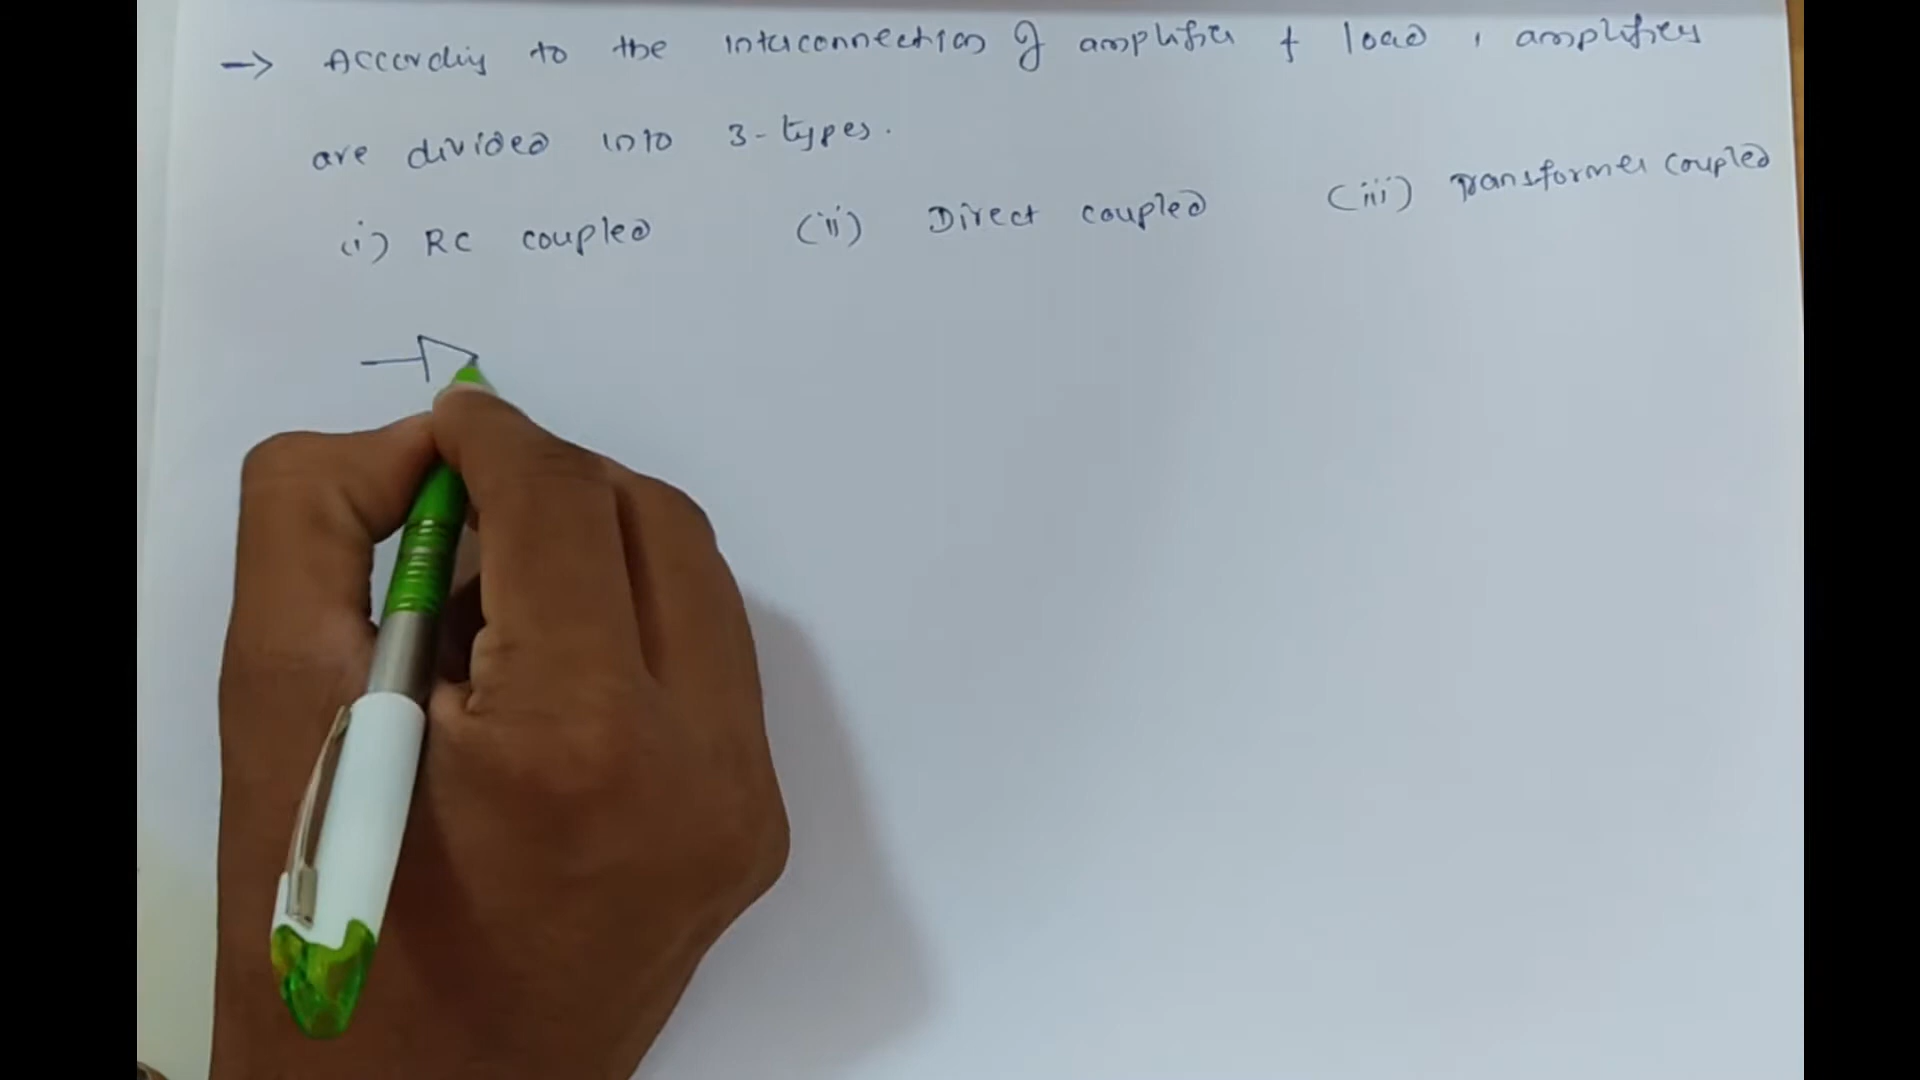 → According to the interconnection of amplifier & load, amplifiers
are divided into 3-types.
(i) RC coupled (ii) Direct coupled (iii) Transformer coupled